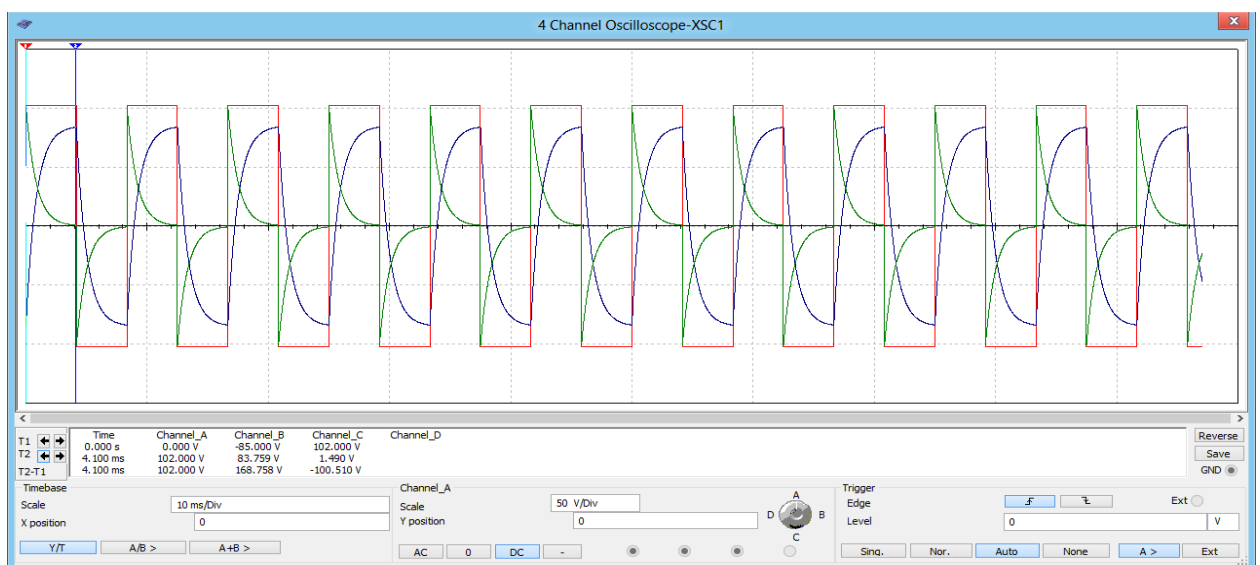 4 Channel Oscilloscope-XSC1
x
1 2
< >
Time Channel_A Channel_B Channel_C Channel_D
T1 0.000 s 0.000 V -85.000 V 102.000 V
T2 4.100 ms 102.000 V 83.759 V 1.490 V
T2-T1 4.100 ms 102.000 V 168.758 V -100.510 V
Reverse
Save
GND
Timebase
Scale 10 ms/Div
X position 0
Y/T A/B > A+B >
Channel_A
Scale 50 V/Div
Y position 0
AC 0 DC -
A
D B
C
Trigger
Edge Ext
Level 0 V
Sing. Nor. Auto None A > Ext